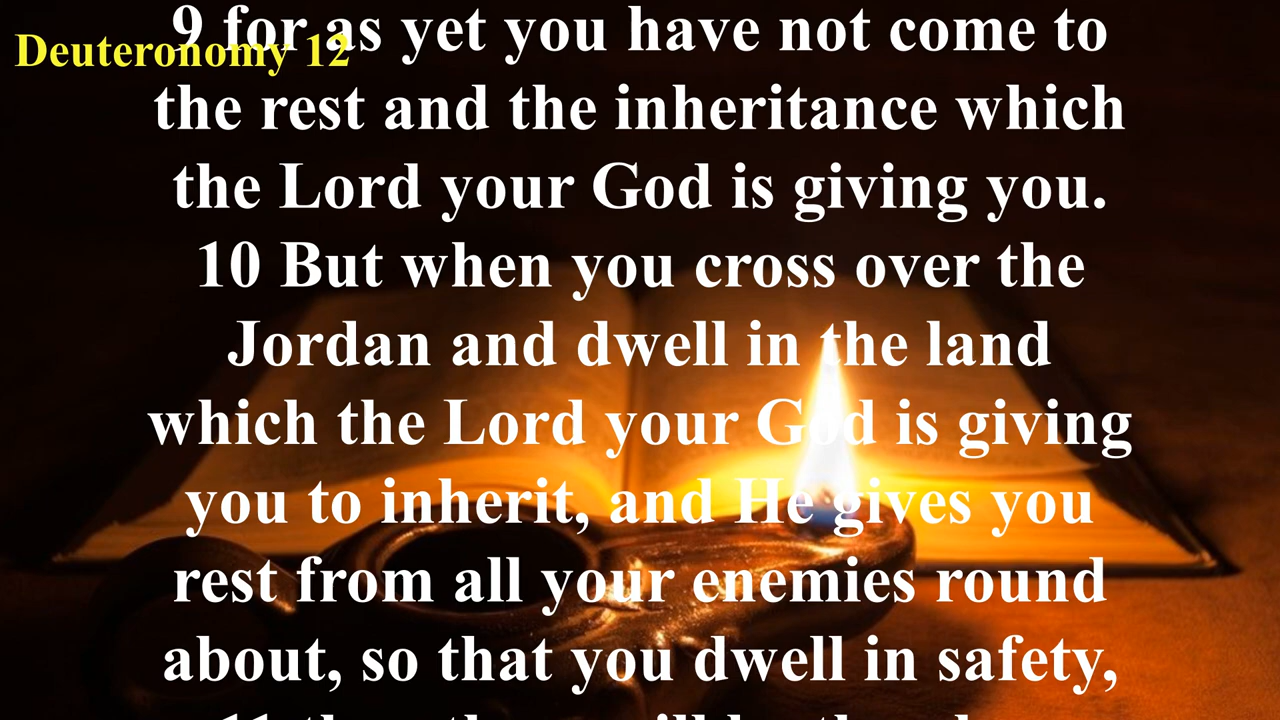 Deuteronomy 12
9 for as yet you have not come to
the rest and the inheritance which
the Lord your God is giving you.
10 But when you cross over the
Jordan and dwell in the land
which the Lord your God is giving
you to inherit, and He gives you
rest from all your enemies round
about, so that you dwell in safety,